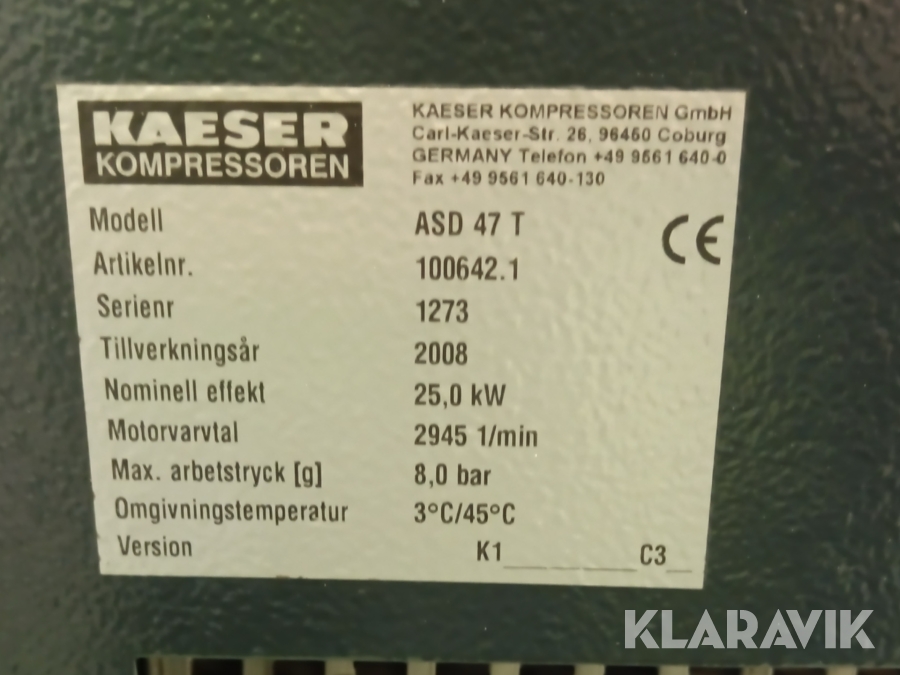 KAESER
KOMPRESSOREN
KAESER KOMPRESSOREN GmbH
Carl-Kaeser-Str. 26, 96450 Coburg
GERMANY Telefon +49 9561 640-0
Fax +49 9561 640-130
CE
Modell ASD 47 T
Artikelnr. 100642.1
Serienr 1273
Tillverkningsår 2008
Nominell effekt 25,0 kW
Motorvarvtal 2945 1/min
Max. arbetstryck [g] 8,0 bar
Omgivningstemperatur 3°C/45°C
Version K1__________C3__
KLARAVIK